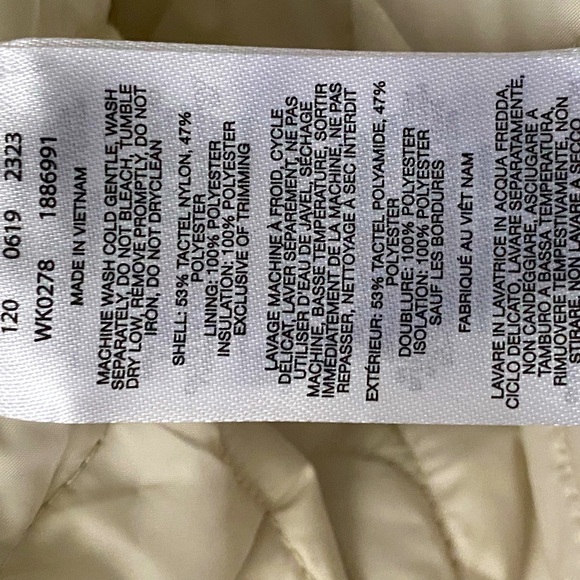 120 0619 2323
WK0278 1886991
MADE IN VIETNAM
MACHINE WASH COLD GENTLE, WASH
SEPARATELY, DO NOT BLEACH, TUMBLE
DRY LOW, REMOVE PROMPTLY, DO NOT
IRON, DO NOT DRYCLEAN
SHELL: 53% TACTEL NYLON, 47%
POLYESTER
LINING: 100% POLYESTER
INSULATION: 100% POLYESTER
EXCLUSIVE OF TRIMMING
LAVAGE MACHINE À FROID, CYCLE
DÉLICAT, LAVER SÉPAREMENT, NE PAS
UTILISER D'EAU DE JAVEL, SÉCHAGE
MACHINE, BASSE TEMPÉRATURE, SORTIR
IMMÉDIATEMENT DE LA MACHINE, NE PAS
REPASSER, NETTOYAGE À SEC INTERDIT
EXTÉRIEUR: 53% TACTEL POLYAMIDE, 47%
POLYESTER
DOUBLURE: 100% POLYESTER
ISOLATION: 100% POLYESTER
SAUF LES BORDURES
FABRIQUÉ AU VIÊT NAM
LAVARE IN LAVATRICE IN ACQUA FREDDA,
CICLO DELICATO, LAVARE SEPARATAMENTE,
NON CANDEGGIARE, ASCIUGARE A
TAMBURO A BASSA TEMPERATURA,
RIMUOVERE TEMPESTIVAMENTE, NON
STIRARE, NON LAVARE A SECCO